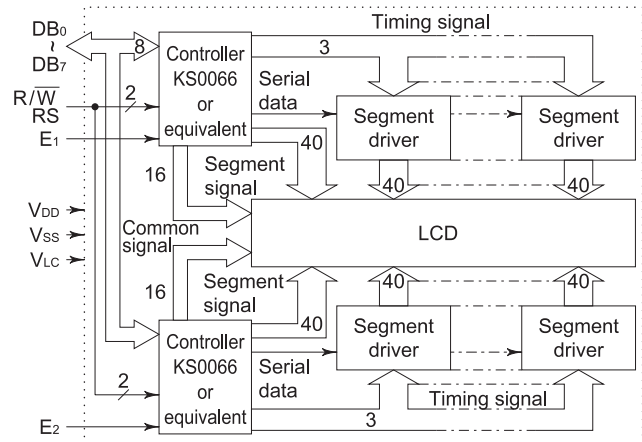 DB0
~
DB7
8
Controller
KS0066
or
equivalent
Timing signal
3
Serial
data
Segment
driver
Segment
driver
R/W
RS
2
E1
40
16
Segment
signal
40
40
VDD
VSS
VLC
Common
signal
LCD
16
Segment
signal
40
40
40
Controller
KS0066
or
equivalent
Serial
data
Segment
driver
Segment
driver
2
Timing signal
E2
3